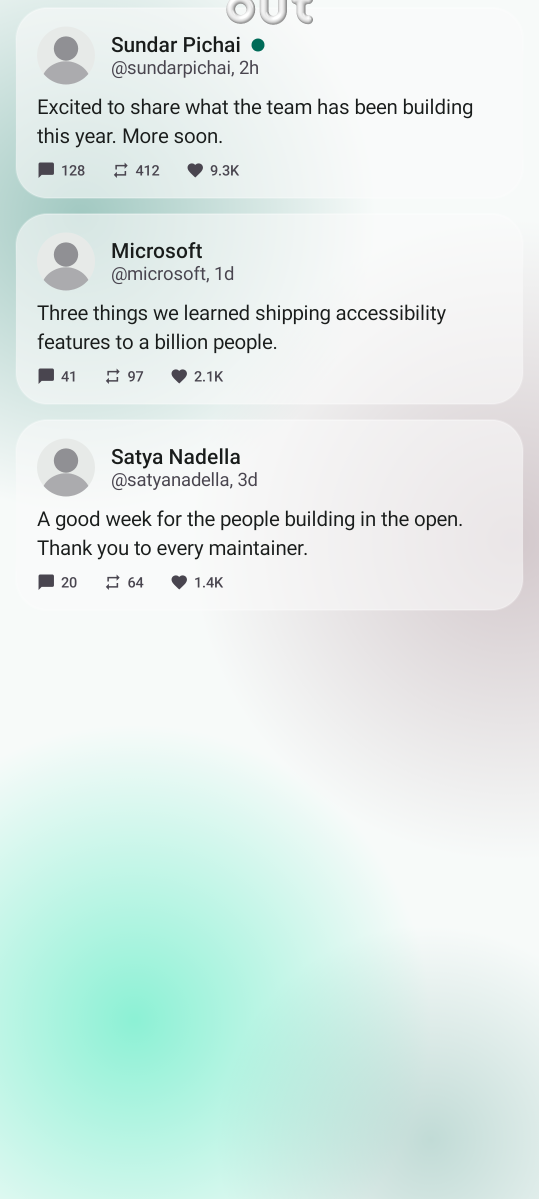 out
Sundar Pichai
@sundarpichai, 2h
Excited to share what the team has been building
this year. More soon.
128 412 9.3K
Microsoft
@microsoft, 1d
Three things we learned shipping accessibility
features to a billion people.
41 97 2.1K
Satya Nadella
@satyanadella, 3d
A good week for the people building in the open.
Thank you to every maintainer.
20 64 1.4K